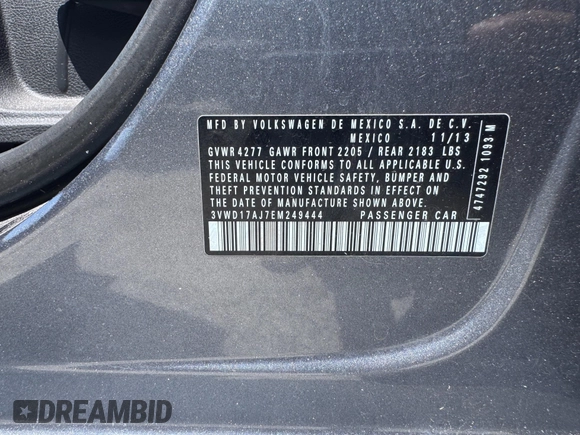 MFD BY VOLKSWAGEN DE MEXICO S.A. DE C.V.
MEXICO 11/13
GVWR 4277 GAWR FRONT 2205 / REAR 2183 LBS
THIS VEHICLE CONFORMS TO ALL APPLICABLE U.S.
FEDERAL MOTOR VEHICLE SAFETY, BUMPER AND
THEFT PREVENTION STANDARDS IN EFFECT ON
THE DATE OF MANUFACTURE SHOWN ABOVE.
3VWD17AJ7EM249444 PASSENGER CAR
4747292 1093 M
DREAMBID